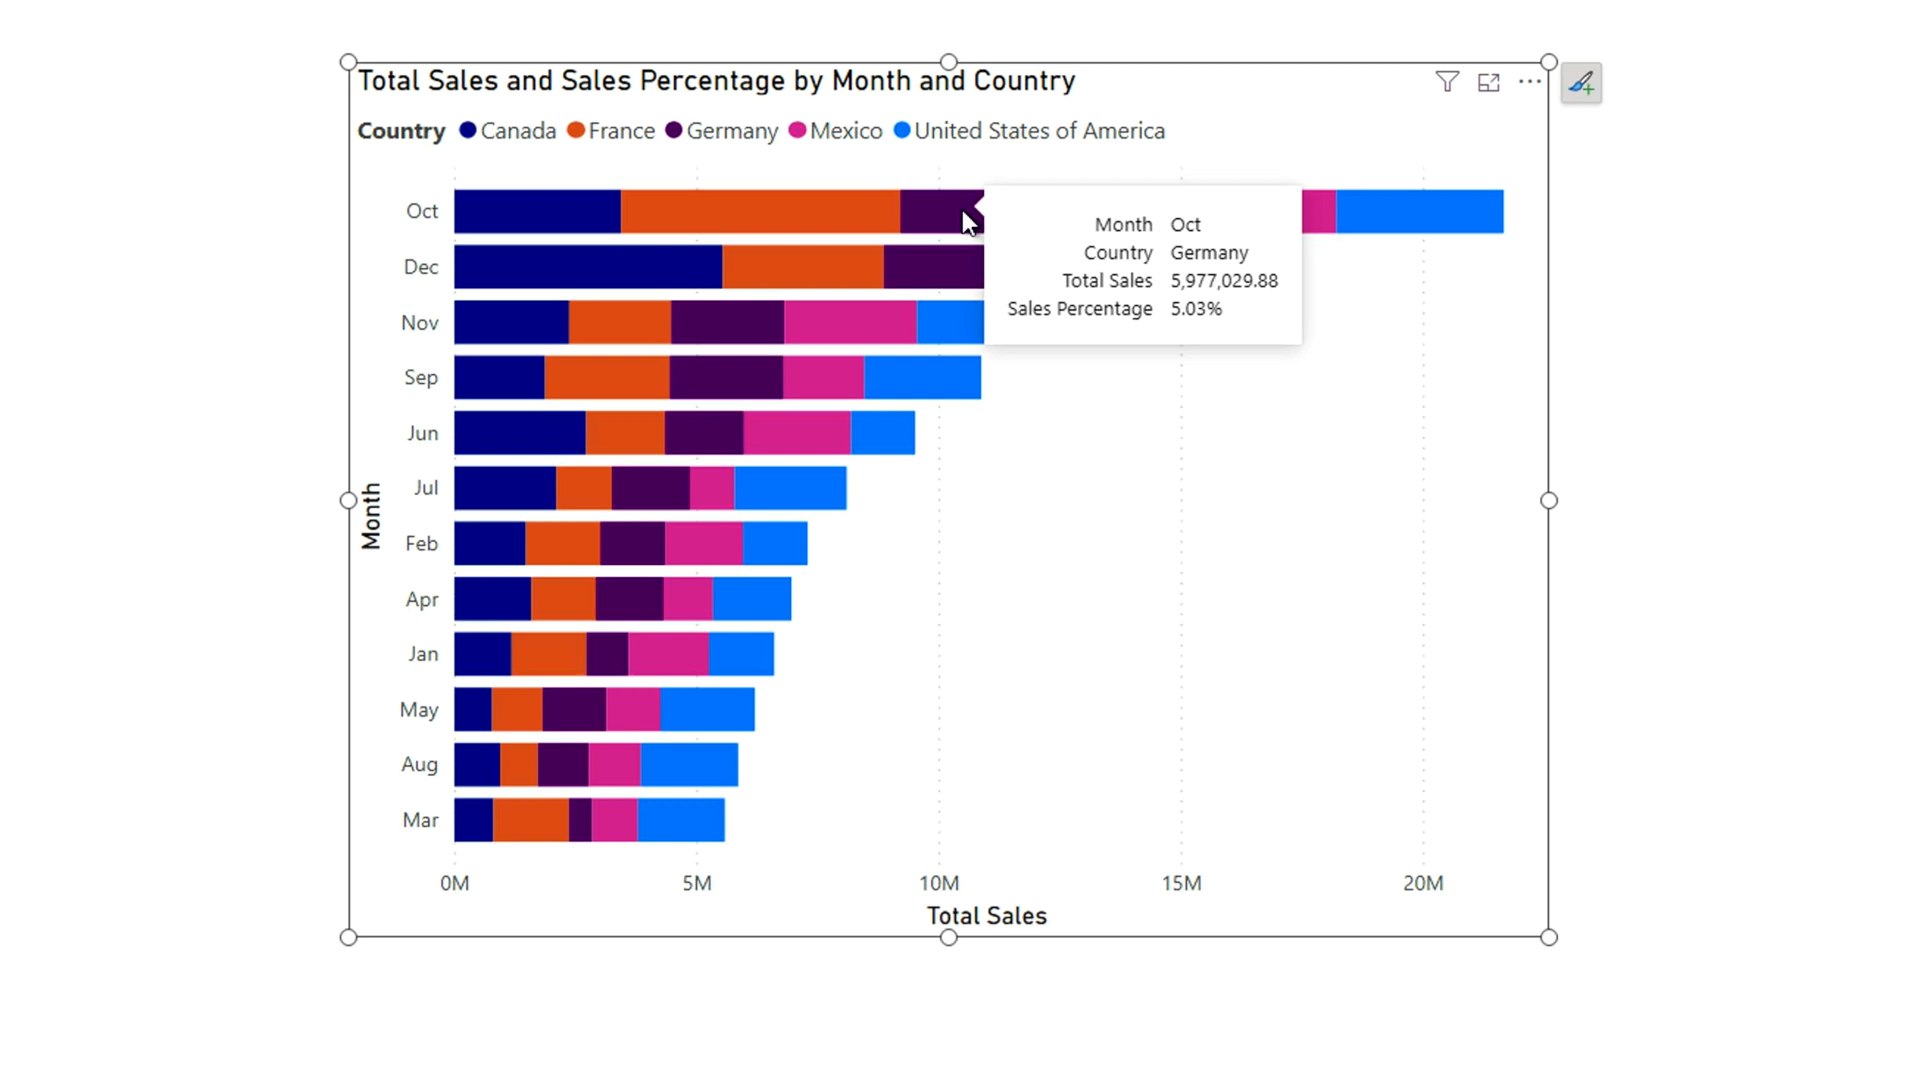 Total Sales and Sales Percentage by Month and Country
Country Canada France Germany Mexico United States of America
Oct
Dec
Nov
Sep
Jun
Jul
Feb
Apr
Jan
May
Aug
Mar
Month
Month Oct
Country Germany
Total Sales 5,977,029.88
Sales Percentage 5.03%
0M 5M 10M 15M 20M
Total Sales